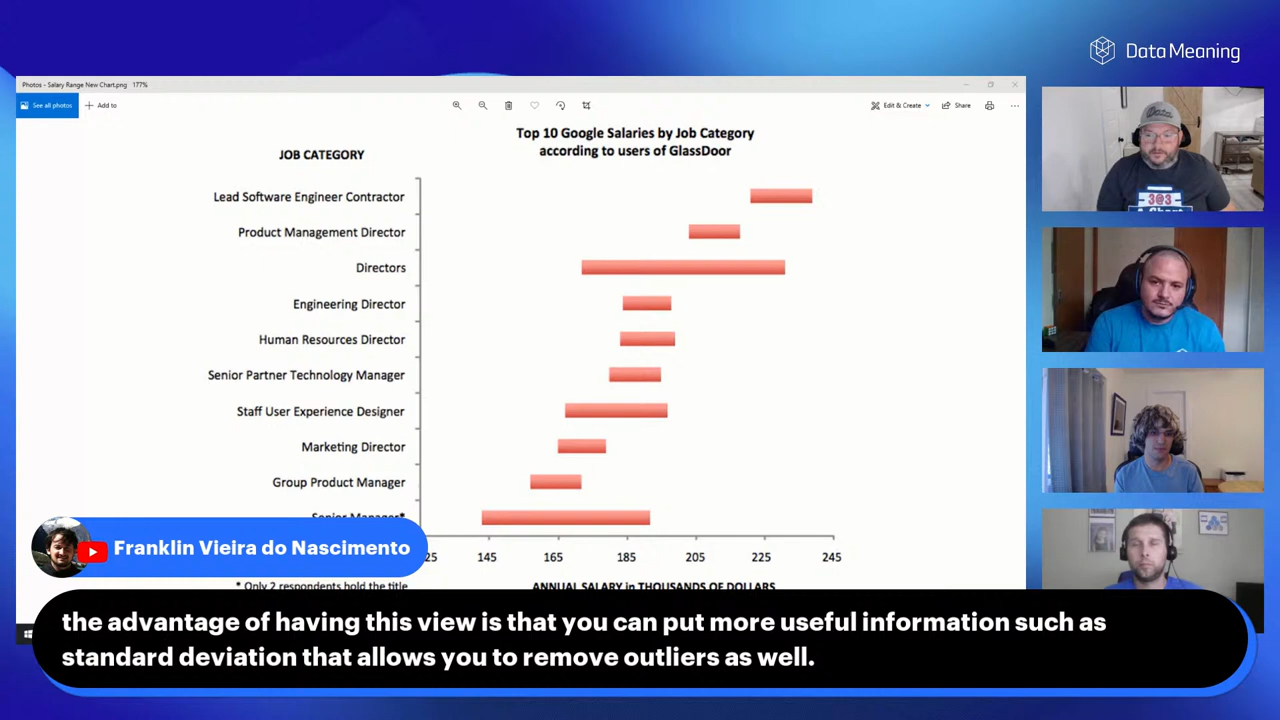 Data Meaning
Photos - Salary Range New Chart.png 177%
See all photos
Add to
Edit & Create
Share
Top 10 Google Salaries by Job Category
according to users of GlassDoor
JOB CATEGORY
Lead Software Engineer Contractor
Product Management Director
Directors
Engineering Director
Human Resources Director
Senior Partner Technology Manager
Staff User Experience Designer
Marketing Director
Group Product Manager
Senior Manager*
25 145 165 185 205 225 245
* Only 2 respondents hold the title
ANNUAL SALARY in THOUSANDS OF DOLLARS
3@3
Franklin Vieira do Nascimento
the advantage of having this view is that you can put more useful information such as
standard deviation that allows you to remove outliers as well.